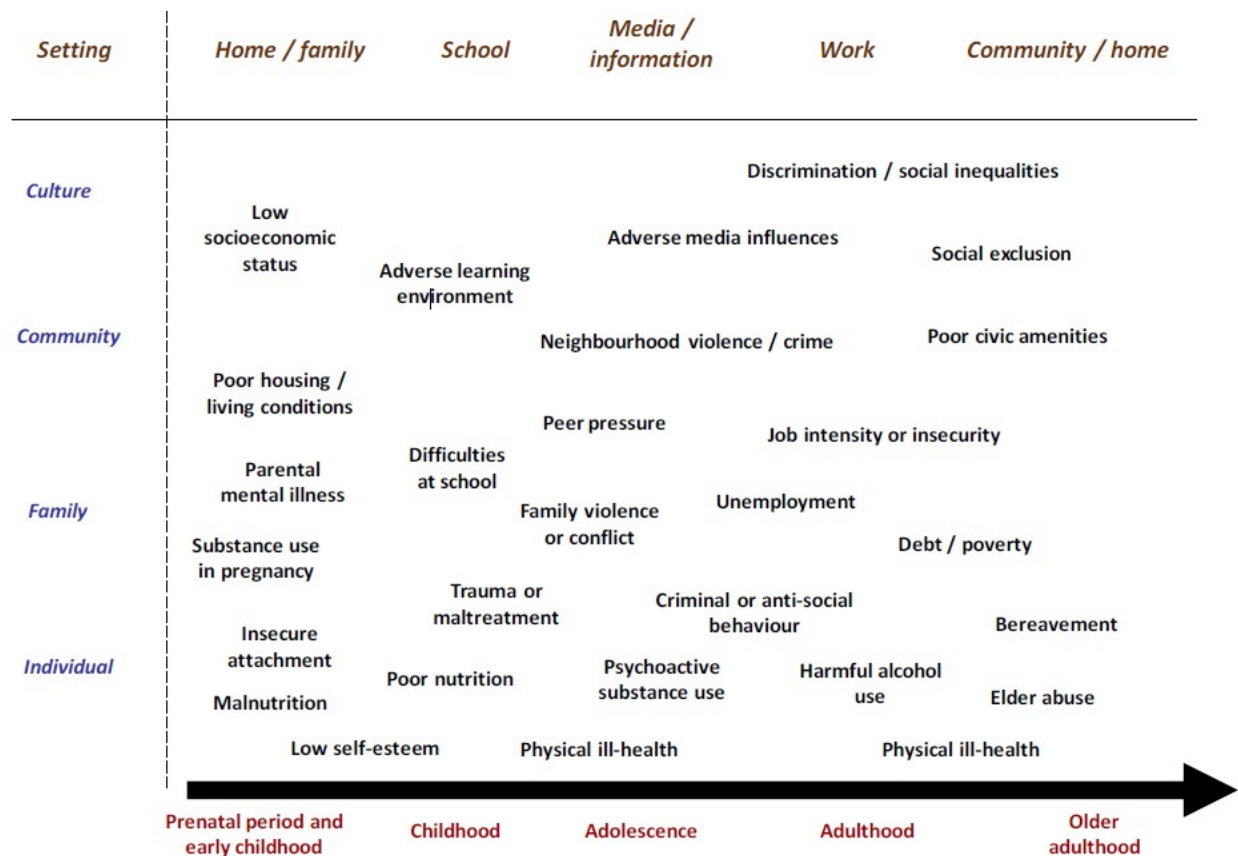 Setting
Home / family
School
Media /
information
Work
Community / home
Culture
Discrimination / social inequalities
Low
socioeconomic
status
Adverse media influences
Social exclusion
Adverse learning
environment
Community
Neighbourhood violence / crime
Poor civic amenities
Poor housing /
living conditions
Peer pressure
Job intensity or insecurity
Difficulties
at school
Parental
mental illness
Family
Family violence
or conflict
Unemployment
Substance use
in pregnancy
Debt / poverty
Trauma or
maltreatment
Criminal or anti-social
behaviour
Bereavement
Insecure
attachment
Individual
Poor nutrition
Psychoactive
substance use
Harmful alcohol
use
Elder abuse
Malnutrition
Low self-esteem
Physical ill-health
Physical ill-health
Prenatal period and
early childhood
Childhood
Adolescence
Adulthood
Older
adulthood